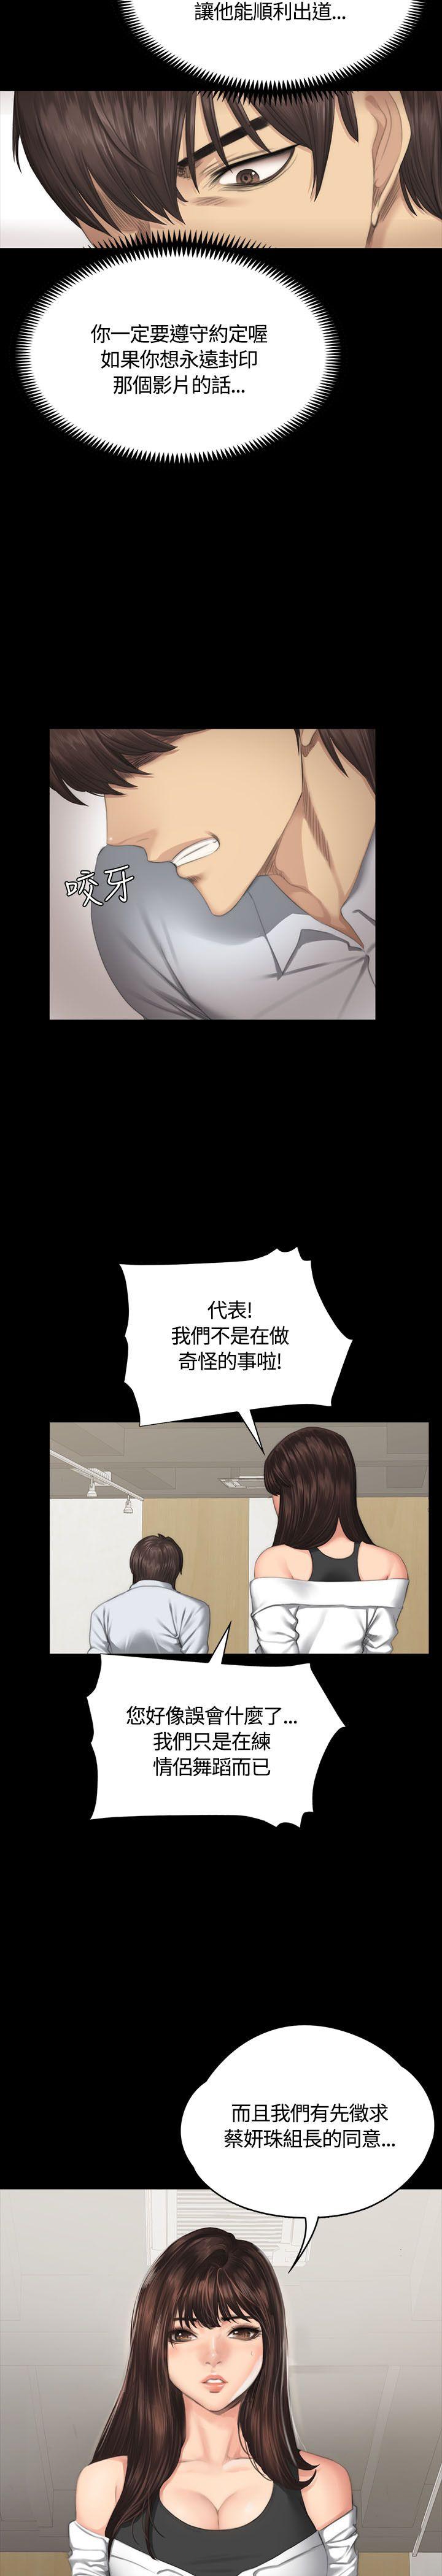 讓他能順利出道...
你一定要遵守約定喔
如果你想永遠封印
那個影片的話...
咬牙
代表!
我們不是在做
奇怪的事啦!
您好像誤會什麼了...
我們只是在練
情侶舞蹈而已
而且我們有先徵求
蔡妍珠組長的同意...